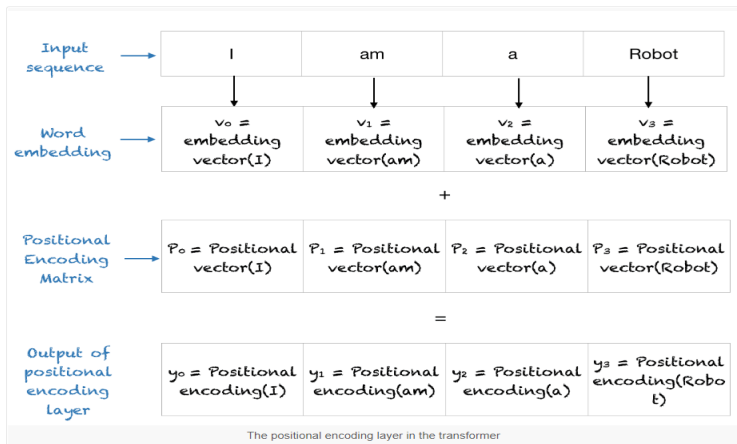 Input
sequence
I
am
a
Robot
Word
embedding
v₀ =
embedding
vector(I)
v₁ =
embedding
vector(am)
v₂ =
embedding
vector(a)
v₃ =
embedding
vector(Robot)
+
Positional
Encoding
Matrix
P₀ = Positional
vector(I)
P₁ = Positional
vector(am)
P₂ = Positional
vector(a)
P₃ = Positional
vector(Robot)
=
Output of
positional
encoding
layer
y₀ = Positional
encoding(I)
y₁ = Positional
encoding(am)
y₂ = Positional
encoding(a)
y₃ = Positional
encoding(Robo
t)
The positional encoding layer in the transformer